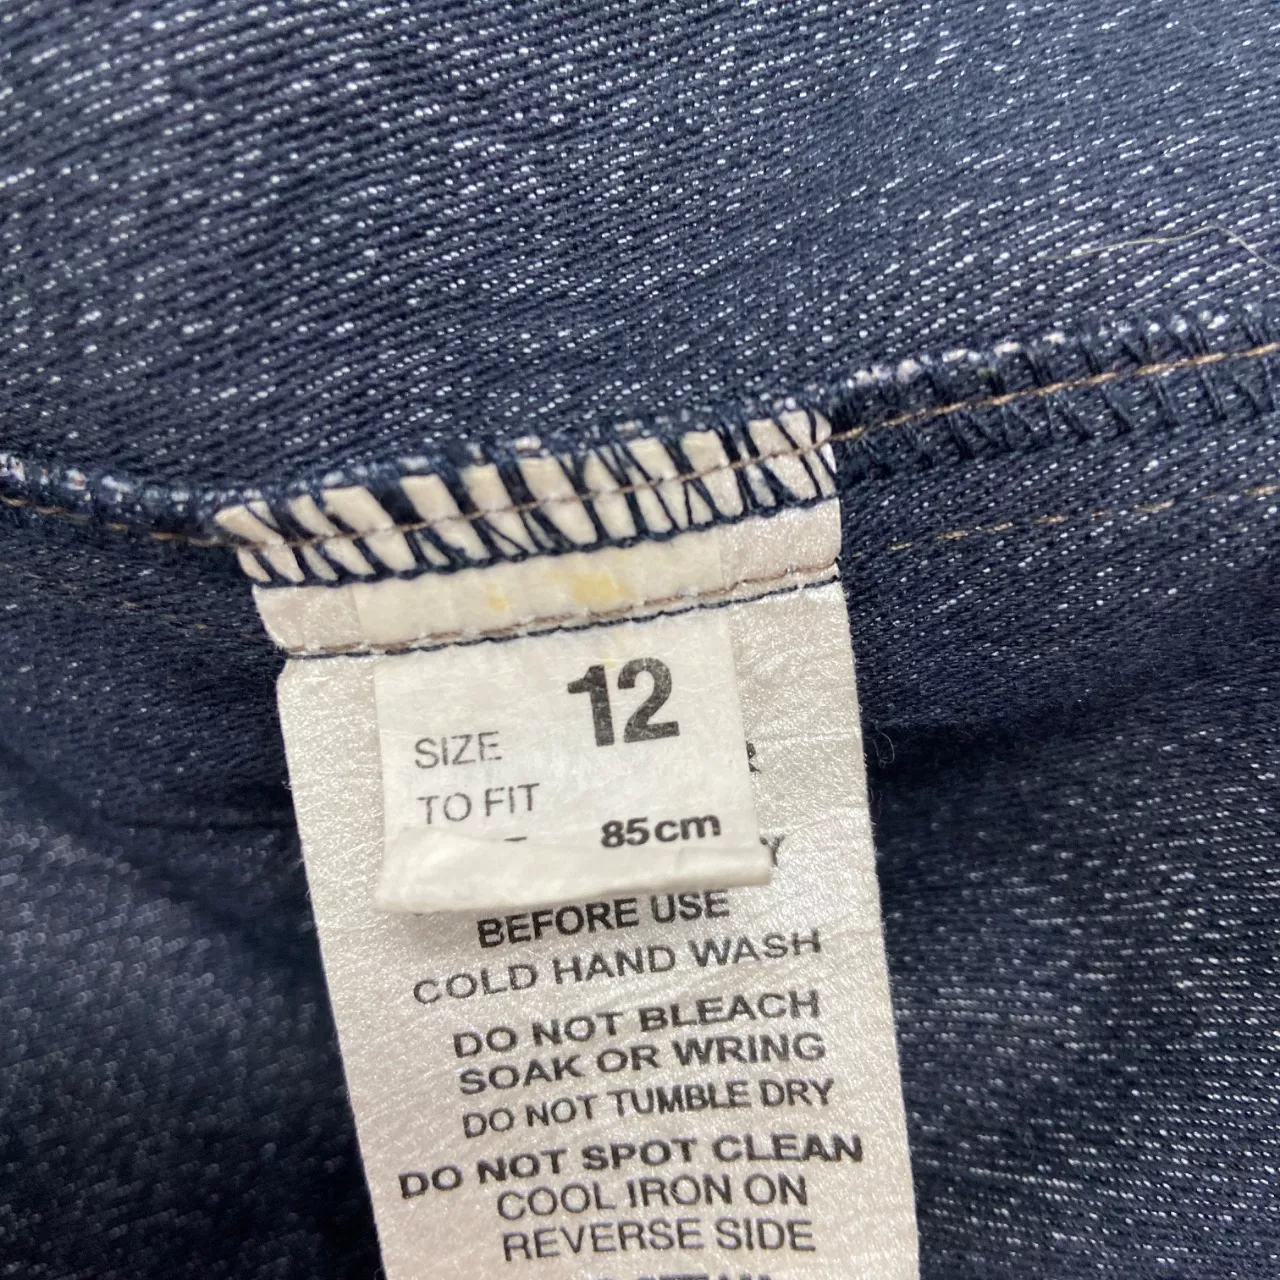 SIZE 12
TO FIT
85cm
BEFORE USE
COLD HAND WASH
DO NOT BLEACH
SOAK OR WRING
DO NOT TUMBLE DRY
DO NOT SPOT CLEAN
COOL IRON ON
REVERSE SIDE